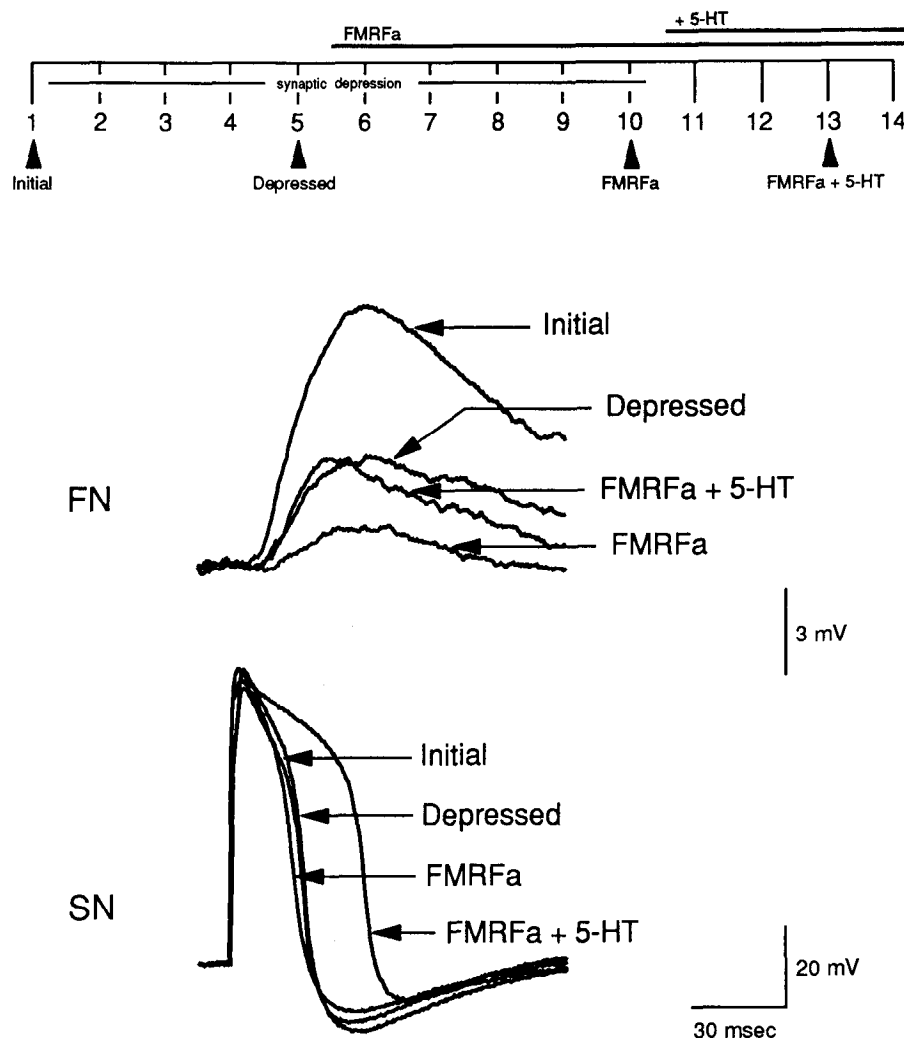 + 5-HT
FMRFa
synaptic depression
1 2 3 4 5 6 7 8 9 10 11 12 13 14
Initial Depressed FMRFa FMRFa + 5-HT
Initial
Depressed
FN
FMRFa + 5-HT
FMRFa
3 mV
Initial
Depressed
FMRFa
SN
FMRFa + 5-HT
20 mV
30 msec